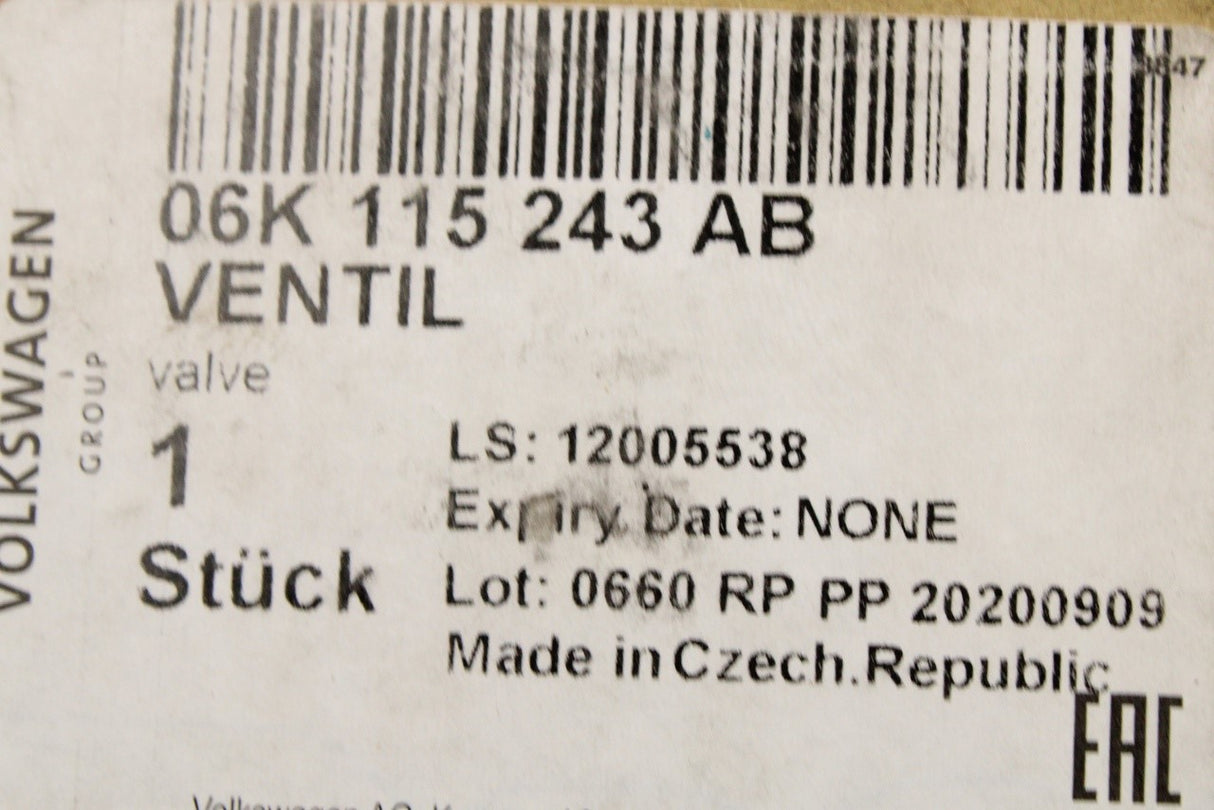 06K 115 243 AB
VENTIL
valve
1
Stück
LS: 12005538
Expiry Date: NONE
Lot: 0660 RP PP 20200909
Made in Czech.Republic
EAC
VOLKSWAGEN
GROUP